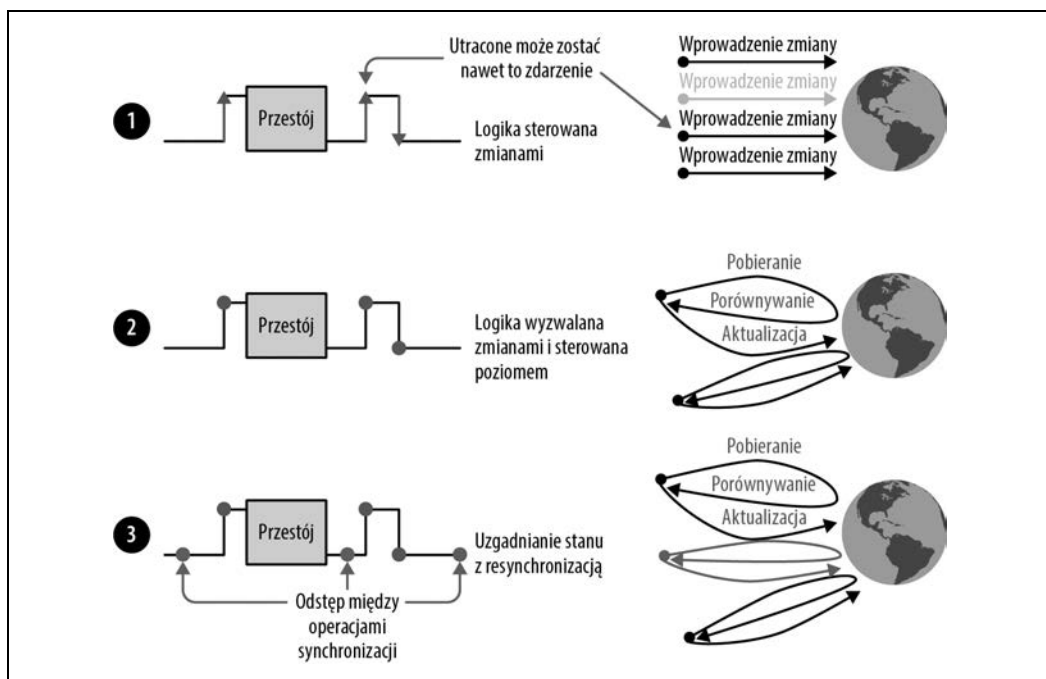 Utracone może zostać
nawet to zdarzenie
1
Przestój
Logika sterowana
zmianami
Wprowadzenie zmiany
Wprowadzenie zmiany
Wprowadzenie zmiany
Wprowadzenie zmiany
2
Przestój
Logika wyzwalana
zmianami i sterowana
poziomem
Pobieranie
Porównywanie
Aktualizacja
3
Przestój
Uzgadnianie stanu
z resynchronizacją
Odstęp między
operacjami
synchronizacji
Pobieranie
Porównywanie
Aktualizacja